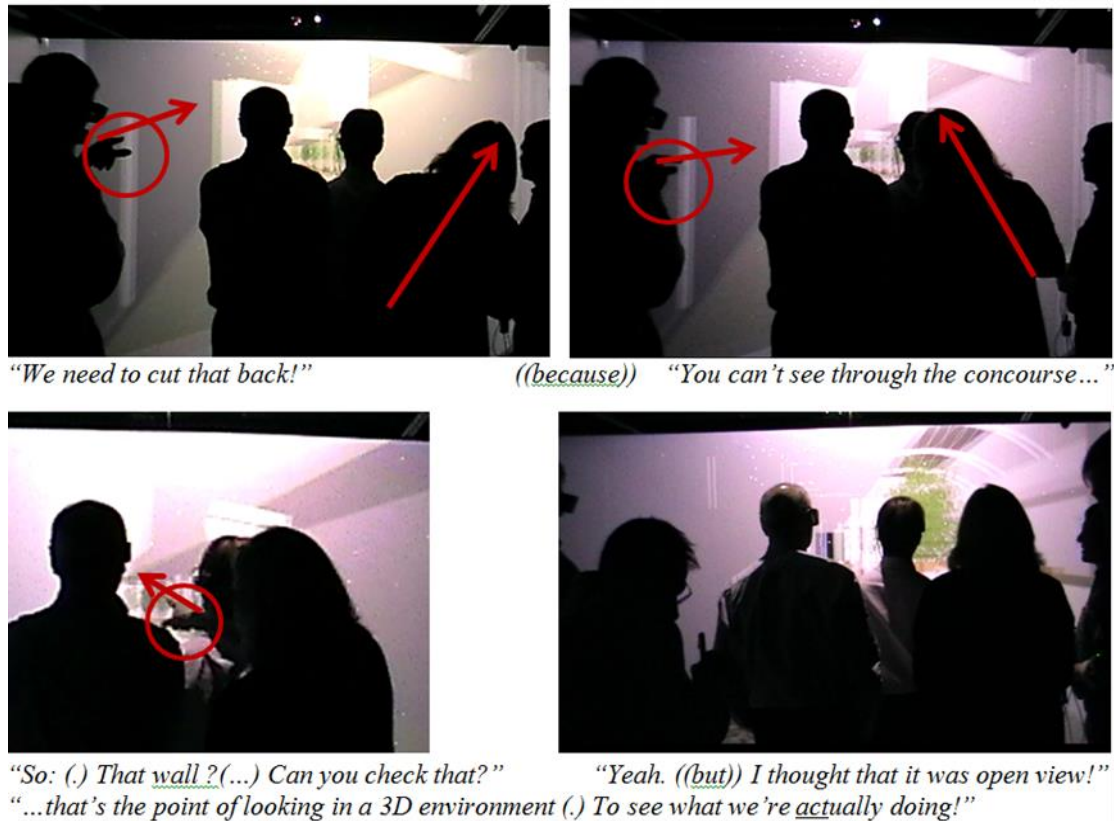 “We need to cut that back!” ((because)) “You can’t see through the concourse…”
“So: (.) That wall ?(…) Can you check that?” “Yeah. ((but)) I thought that it was open view!”
“…that’s the point of looking in a 3D environment (.) To see what we’re actually doing!”